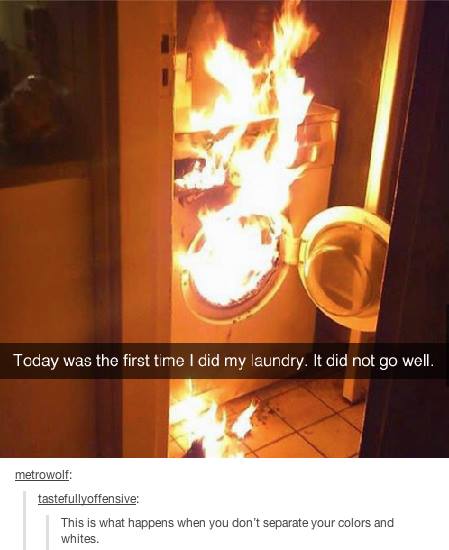 Today was the first time I did my laundry. It did not go well.
metrowolf:
tastefullyoffensive:
This is what happens when you don't separate your colors and
whites.